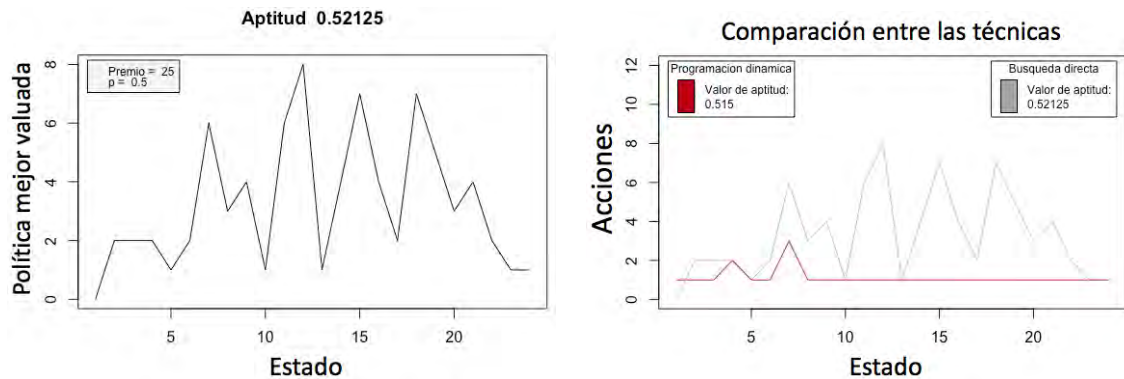 Aptitud 0.52125
Premio = 25
p = 0.5
Política mejor valuada
0
2
4
6
8
5
10
15
20
Estado
Comparación entre las técnicas
Programacion dinamica
Valor de aptitud:
0.515
Busqueda directa
Valor de aptitud:
0.52125
Acciones
0
2
4
6
8
10
12
5
10
15
20
Estado